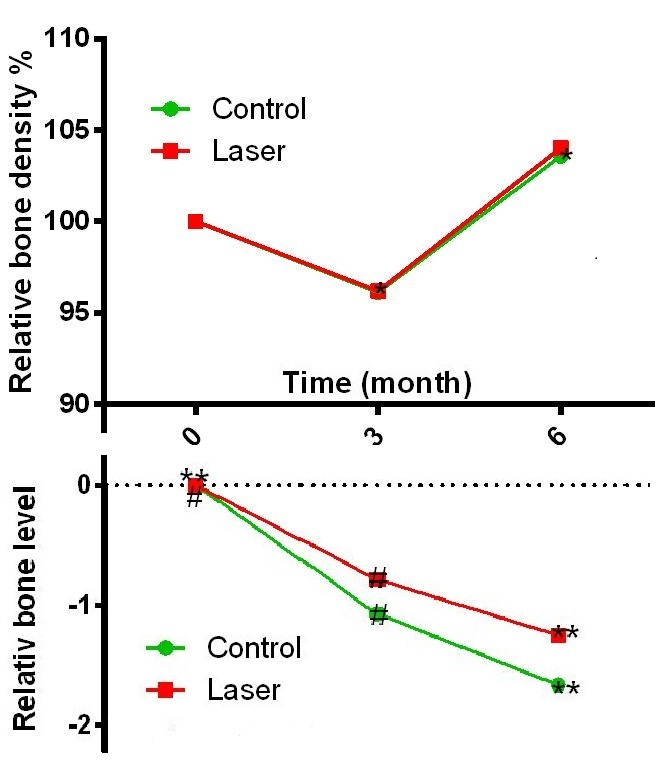 110
Relative bone density %
Control
105
Laser
100
*
*
95
Time (month)
90
0
3
6
Relativ bone level
0
**
#
#
-1
#
**
**
Control
Laser
-2